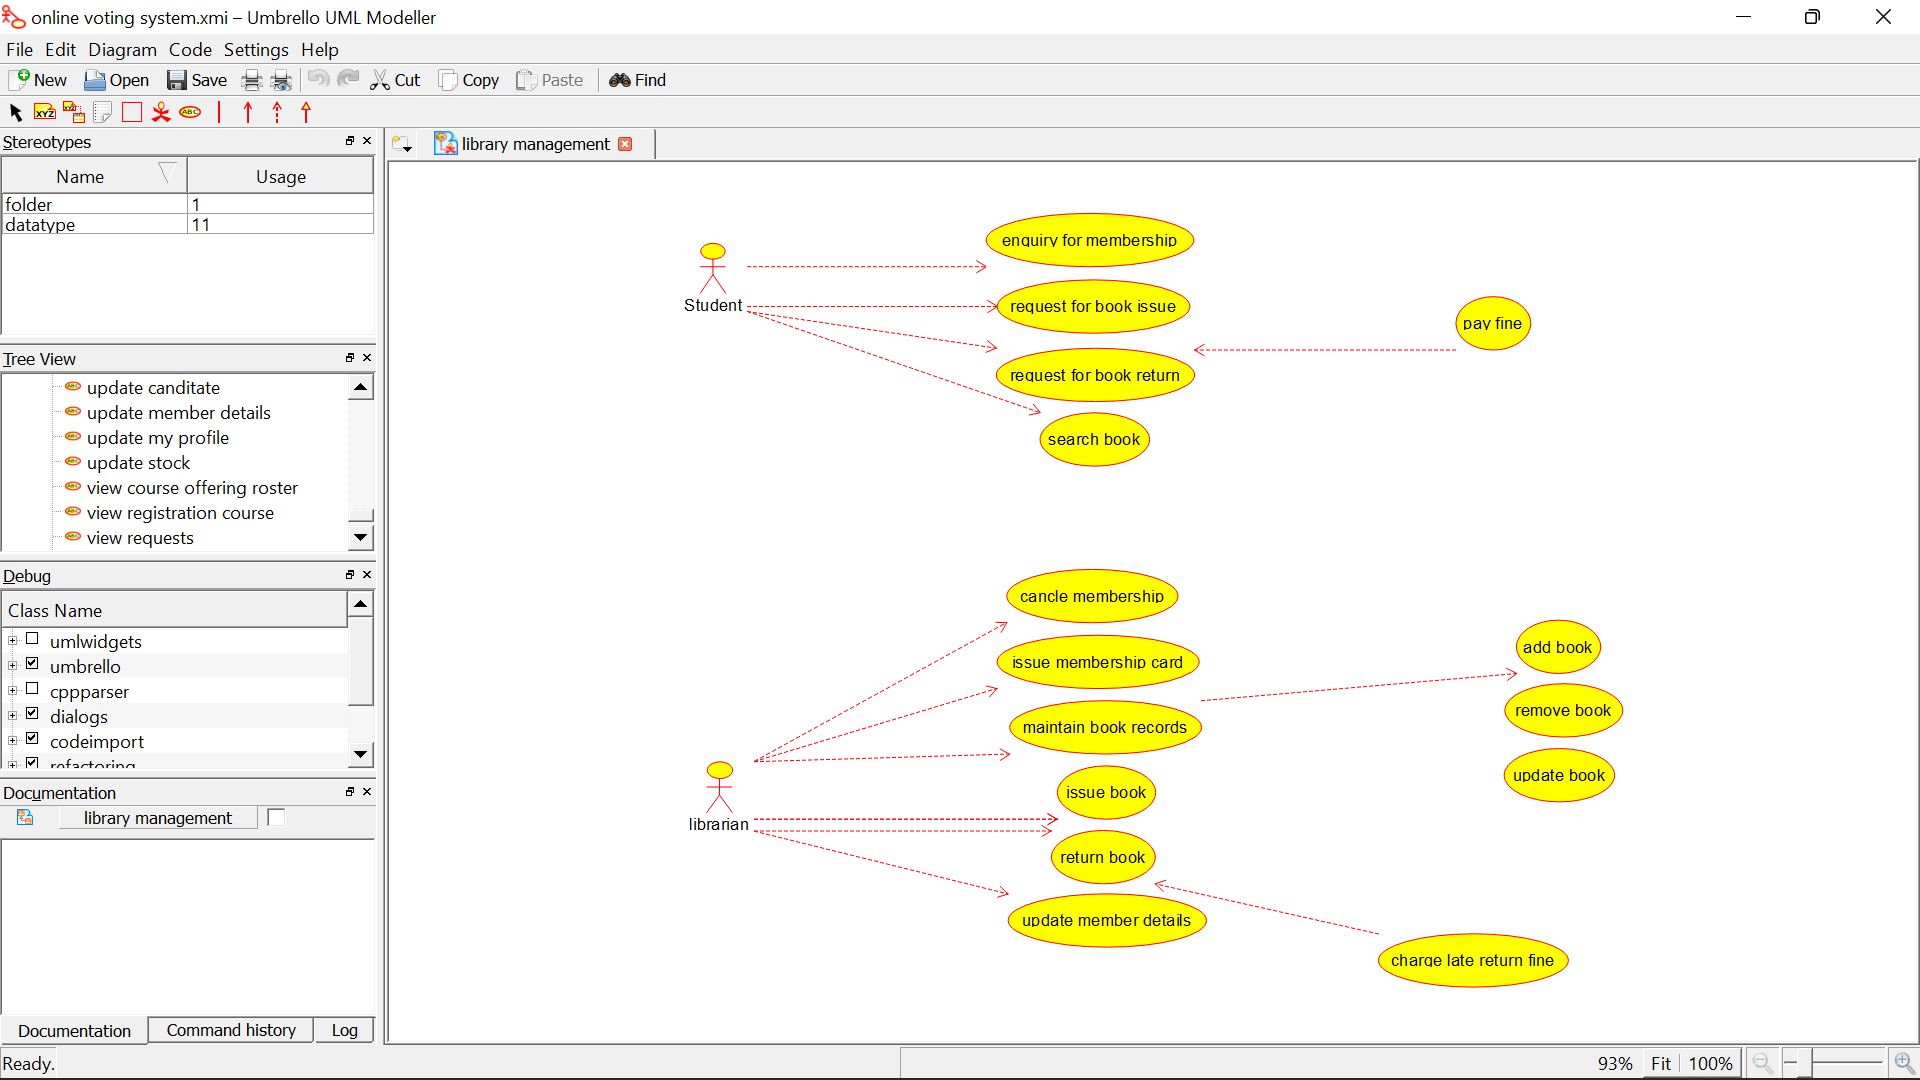 online voting system.xmi – Umbrello UML Modeller
File Edit Diagram Code Settings Help
New Open Save Cut Copy Paste Find
XYZ XYZ ABC
Stereotypes
Name Usage
folder 1
datatype 11
Tree View
update canditate
update member details
update my profile
update stock
view course offering roster
view registration course
view requests
Debug
Class Name
umlwidgets
umbrello
cppparser
dialogs
codeimport
refactoring
Documentation
library management
Documentation Command history Log
Ready.
library management
Student
enquiry for membership
request for book issue
request for book return
search book
pay fine
librarian
cancle membership
issue membership card
maintain book records
issue book
return book
update member details
add book
remove book
update book
charge late return fine
93% Fit 100%